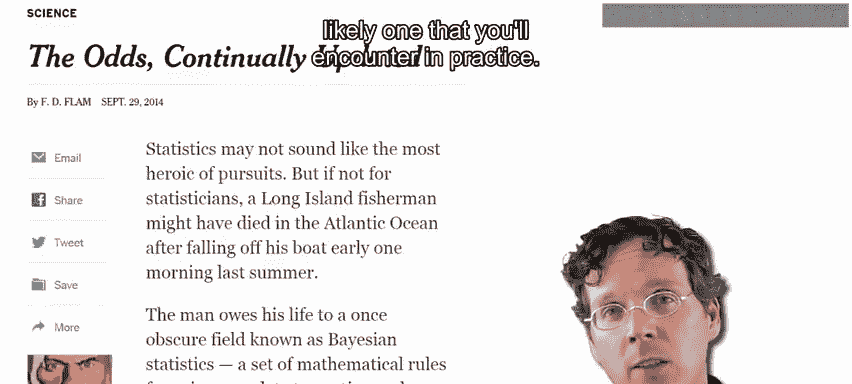 SCIENCE
likely one that you'll
encounter in practice.
The Odds, Continually
By F. D. FLAM SEPT. 29, 2014
Email
Share
Tweet
Save
More
Statistics may not sound like the most
heroic of pursuits. But if not for
statisticians, a Long Island fisherman
might have died in the Atlantic Ocean
after falling off his boat early one
morning last summer.
The man owes his life to a once
obscure field known as Bayesian
statistics — a set of mathematical rules